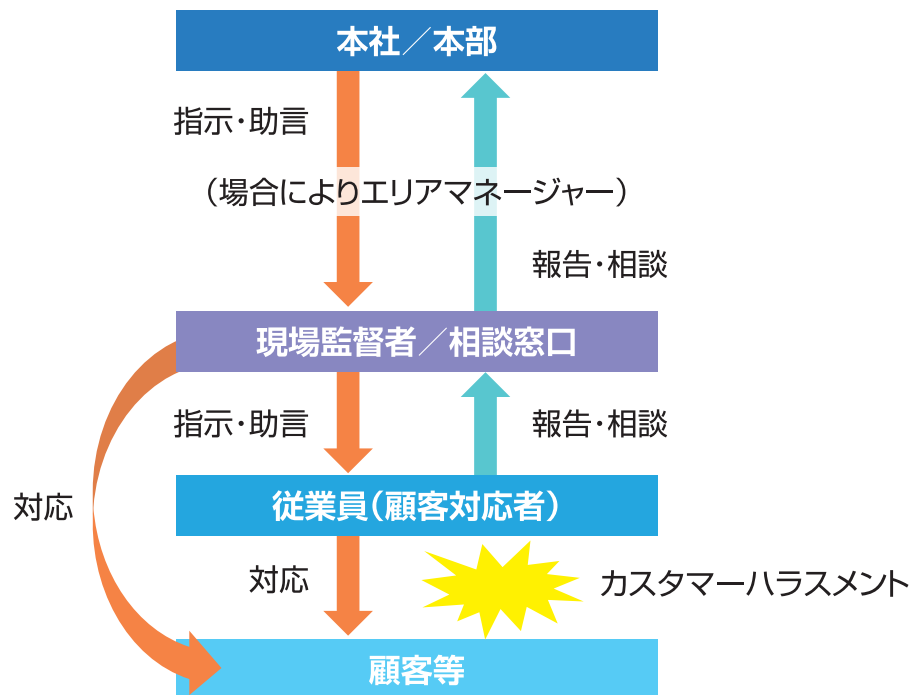 本社／本部
指示・助言
（場合によりエリアマネージャー）
報告・相談
現場監督者／相談窓口
指示・助言
報告・相談
対応
従業員（顧客対応者）
対応
カスタマーハラスメント
顧客等